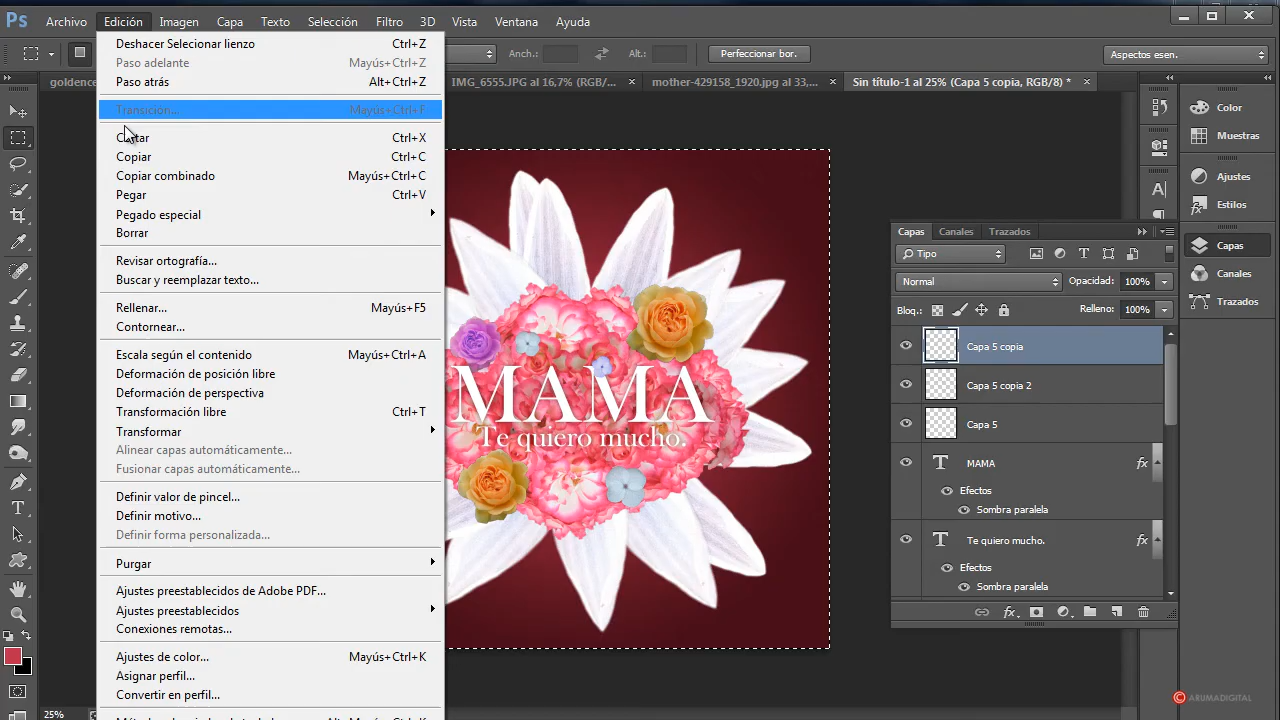 Ps Archivo Edición Imagen Capa Texto Selección Filtro 3D Vista Ventana Ayuda
Anch.: Alt.: Perfeccionar bor. Aspectos esen.
goldence IMG_6555.JPG al 16,7% (RGB/... mother-429158_1920.jpg al 33,... Sin título-1 al 25% (Capa 5 copia, RGB/8) *
Deshacer Selecionar lienzo Ctrl+Z
Paso adelante Mayús+Ctrl+Z
Paso atrás Alt+Ctrl+Z
Transición... Mayús+Ctrl+F
Cortar Ctrl+X
Copiar Ctrl+C
Copiar combinado Mayús+Ctrl+C
Pegar Ctrl+V
Pegado especial
Borrar
Revisar ortografía...
Buscar y reemplazar texto...
Rellenar... Mayús+F5
Contornear...
Escala según el contenido Mayús+Ctrl+A
Deformación de posición libre
Deformación de perspectiva
Transformación libre Ctrl+T
Transformar
Alinear capas automáticamente...
Fusionar capas automáticamente...
Definir valor de pincel...
Definir motivo...
Definir forma personalizada...
Purgar
Ajustes preestablecidos de Adobe PDF...
Ajustes preestablecidos
Conexiones remotas...
Ajustes de color... Mayús+Ctrl+K
Asignar perfil...
Convertir en perfil...
MAMA
Te quiero mucho.
Capas Canales Trazados
Tipo
Normal Opacidad: 100%
Bloq.: Relleno: 100%
Capa 5 copia
Capa 5 copia 2
Capa 5
T MAMA fx
Efectos
Sombra paralela
T Te quiero mucho. fx
Efectos
Sombra paralela
Color
Muestras
Ajustes
Estilos
Capas
Canales
Trazados
25%
© ARUMADIGITAL